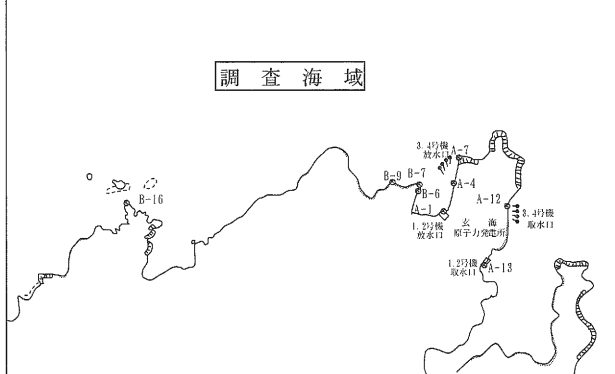 調査海域
3.4号機
放水口
A-7
B-9
B-7
B-6
A-4
B-16
A-1
A-12
1.2号機
放水口
玄海
原子力発電所
3.4号機
取水口
1.2号機
取水口
A-13